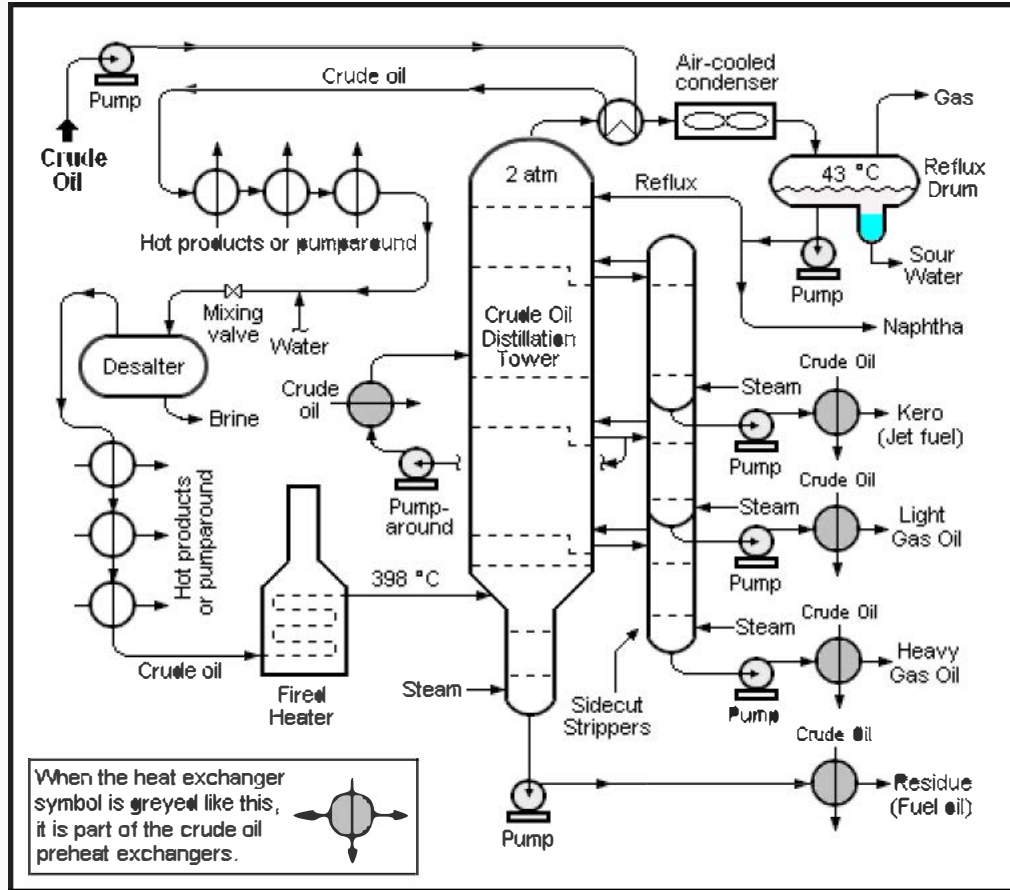 Pump
Crude
Oil
Crude oil
Air-cooled
condenser
Gas
2 atm
Reflux
43 °C
Reflux
Drum
Hot products or pumparound
Sour
Water
Pump
Mixing
valve
Water
Naphtha
Desalter
Brine
Crude
oil
Crude Oil
Distillation
Tower
Crude Oil
Steam
Kero
(Jet fuel)
Pump
Pump-
around
Hot products
or pumparound
Crude Oil
Steam
Light
Gas Oil
Pump
398 °C
Crude Oil
Steam
Heavy
Gas Oil
Pump
Crude oil
Fired
Heater
Steam
Sidecut
Strippers
Crude Oil
Residue
(Fuel oil)
Pump
When the heat exchanger
symbol is greyed like this,
it is part of the crude oil
preheat exchangers.